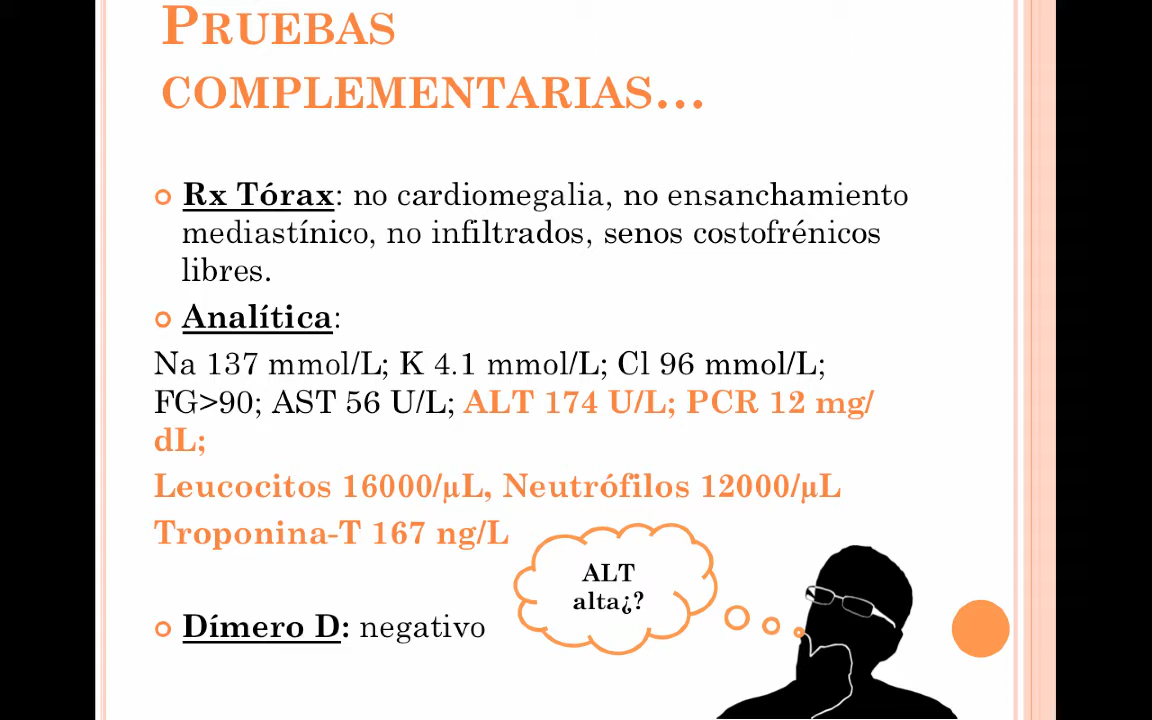 PRUEBAS
COMPLEMENTARIAS...
Rx Tórax: no cardiomegalia, no ensanchamiento
mediastínico, no infiltrados, senos costofrénicos
libres.
Analítica:
Na 137 mmol/L; K 4.1 mmol/L; Cl 96 mmol/L;
FG>90; AST 56 U/L; ALT 174 U/L; PCR 12 mg/
dL;
Leucocitos 16000/µL, Neutrófilos 12000/µL
Troponina-T 167 ng/L
ALT
alta¿?
Dímero D: negativo